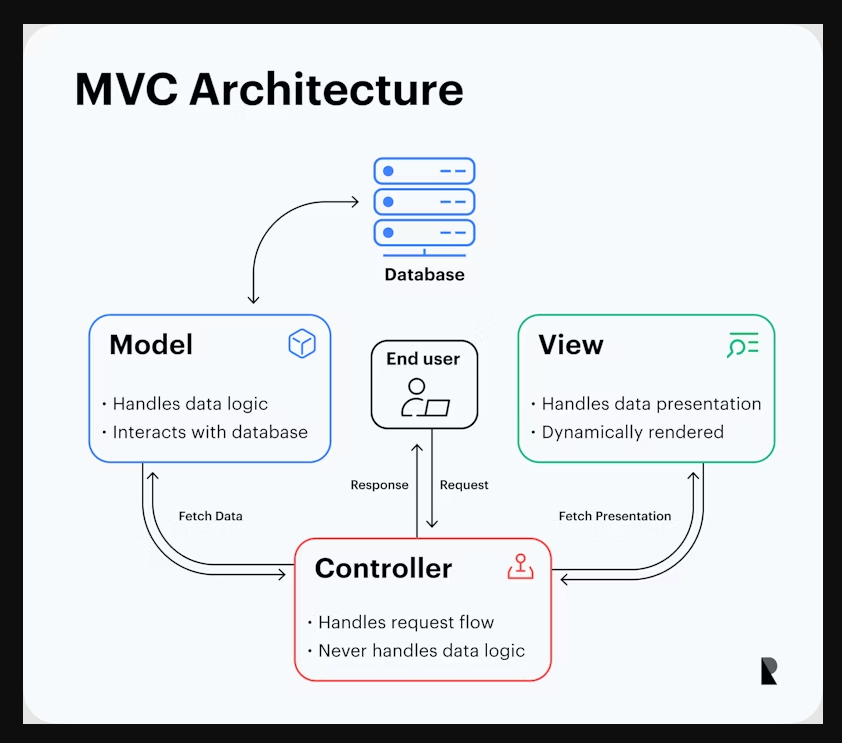 MVC Architecture
Database
Model
• Handles data logic
• Interacts with database
End user
View
• Handles data presentation
• Dynamically rendered
Response
Request
Fetch Data
Fetch Presentation
Controller
• Handles request flow
• Never handles data logic
R